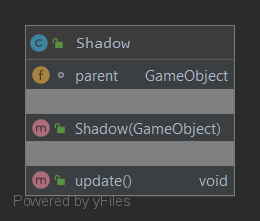 C Shadow
f parent GameObject
m Shadow(GameObject)
m update() void
Powered by yFiles